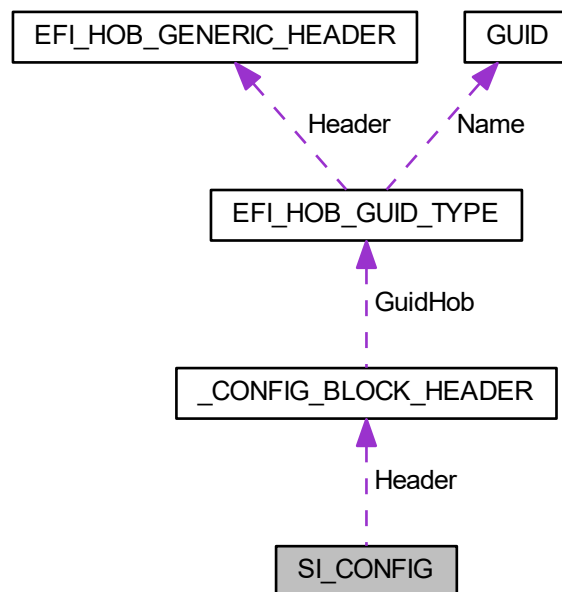 EFI_HOB_GENERIC_HEADER
GUID
Header
Name
EFI_HOB_GUID_TYPE
GuidHob
_CONFIG_BLOCK_HEADER
Header
SI_CONFIG